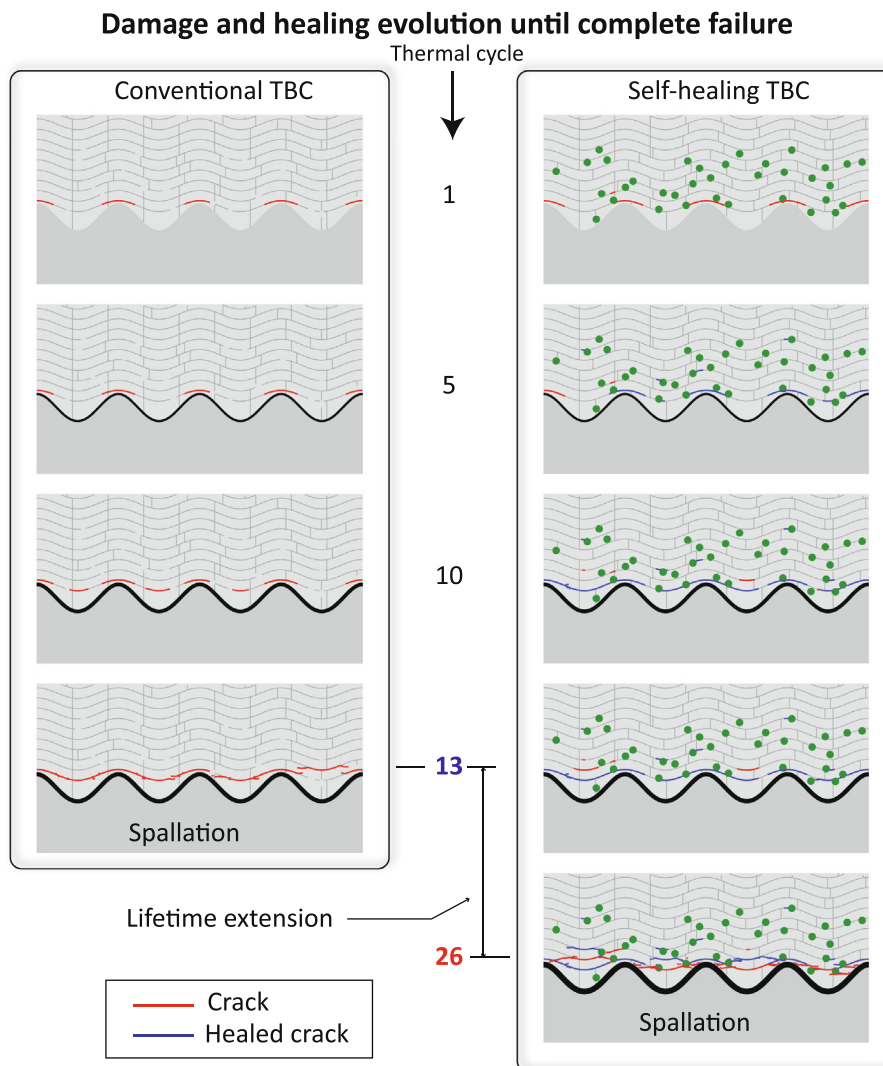 Damage and healing evolution until complete failure
Thermal cycle
Conventional TBC
Self-healing TBC
1
5
10
13
Spallation
Lifetime extension
26
Spallation
Crack
Healed crack